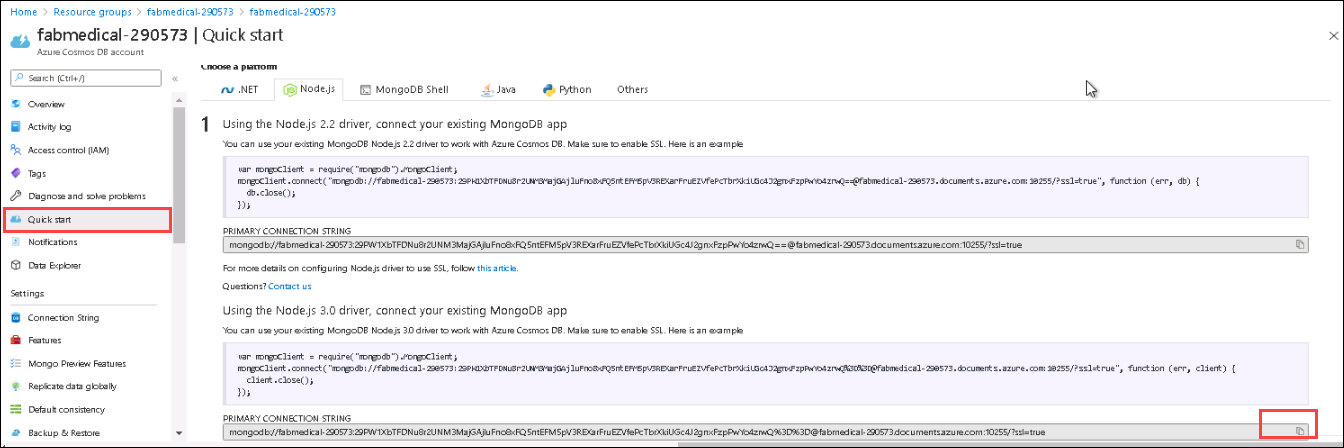 Home > Resource groups > fabmedical-290573 > fabmedical-290573
fabmedical-290573 | Quick start
Azure Cosmos DB account
Search (Ctrl+/)
«
Overview
Activity log
Access control (IAM)
Tags
Diagnose and solve problems
Quick start
Notifications
Data Explorer
Settings
Connection String
Features
Mongo Preview Features
Replicate data globally
Default consistency
Backup & Restore
Choose a platform
.NET
Node.js
MongoDB Shell
Java
Python
Others
1
Using the Node.js 2.2 driver, connect your existing MongoDB app
You can use your existing MongoDB Node.js 2.2 driver to work with Azure Cosmos DB. Make sure to enable SSL. Here is an example
var mongoClient = require("mongodb").MongoClient;
mongoClient.connect("mongodb://fabmedical-290573: @fabmedical-290573.documents.azure.com:10255/?ssl=true", function (err, db) {
db.close();
});
PRIMARY CONNECTION STRING
mongodb://fabmedical-290573: @fabmedical-290573.documents.azure.com:10255/?ssl=true
For more details on configuring Node.js driver to use SSL, follow this article.
Questions? Contact us
Using the Node.js 3.0 driver, connect your existing MongoDB app
You can use your existing MongoDB Node.js 3.0 driver to work with Azure Cosmos DB. Make sure to enable SSL. Here is an example
var mongoClient = require("mongodb").MongoClient;
mongoClient.connect("mongodb://fabmedical-290573: @fabmedical-290573.documents.azure.com:10255/?ssl=true", function (err, client) {
client.close();
});
PRIMARY CONNECTION STRING
mongodb://fabmedical-290573: @fabmedical-290573.documents.azure.com:10255/?ssl=true